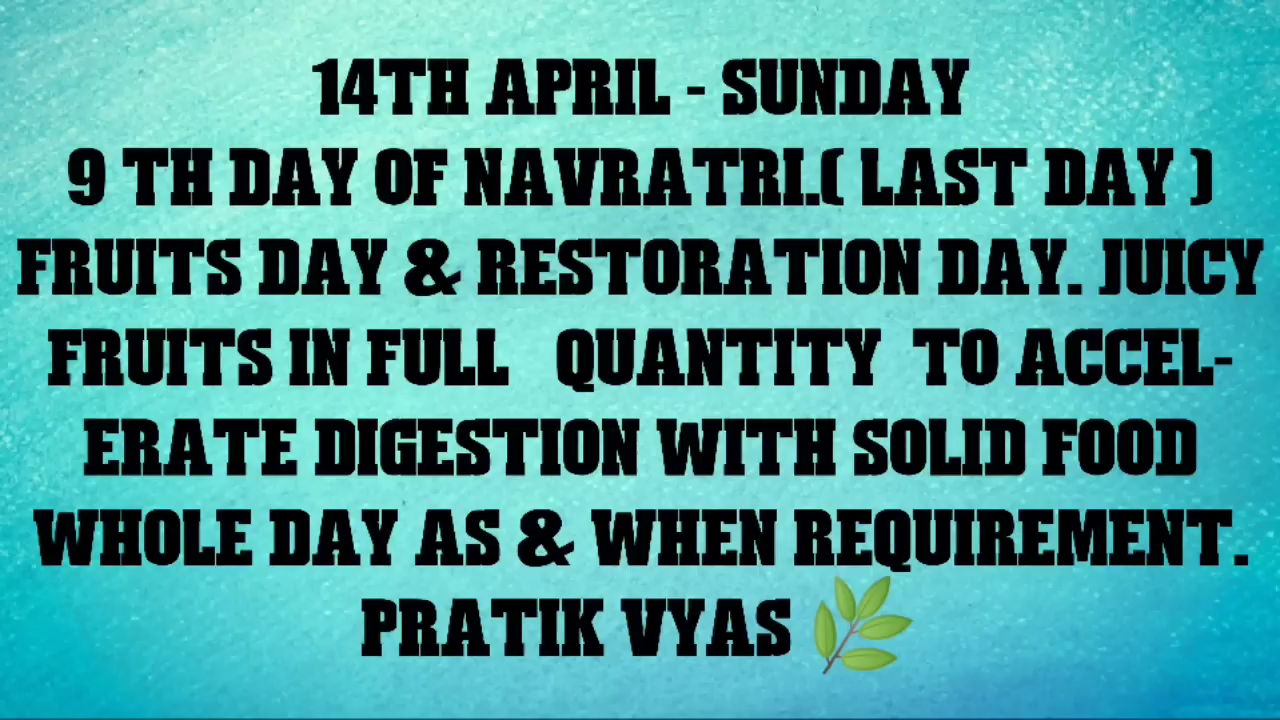 14TH APRIL - SUNDAY
9 TH DAY OF NAVRATRI.( LAST DAY )
FRUITS DAY & RESTORATION DAY. JUICY
FRUITS IN FULL   QUANTITY  TO ACCEL-
ERATE DIGESTION WITH SOLID FOOD
WHOLE DAY AS & WHEN REQUIREMENT.
PRATIK VYAS 🌿